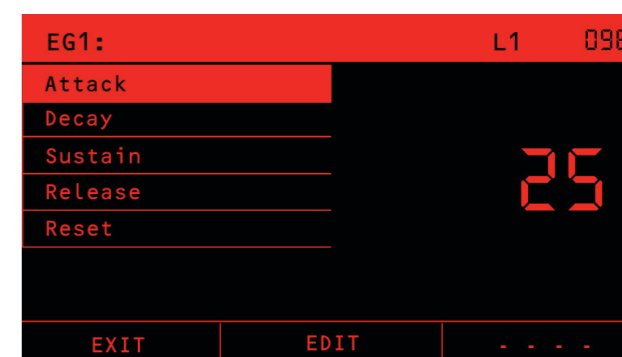 EG1: L1
Attack
Decay
Sustain
25
Release
Reset
EXIT EDIT - - - -